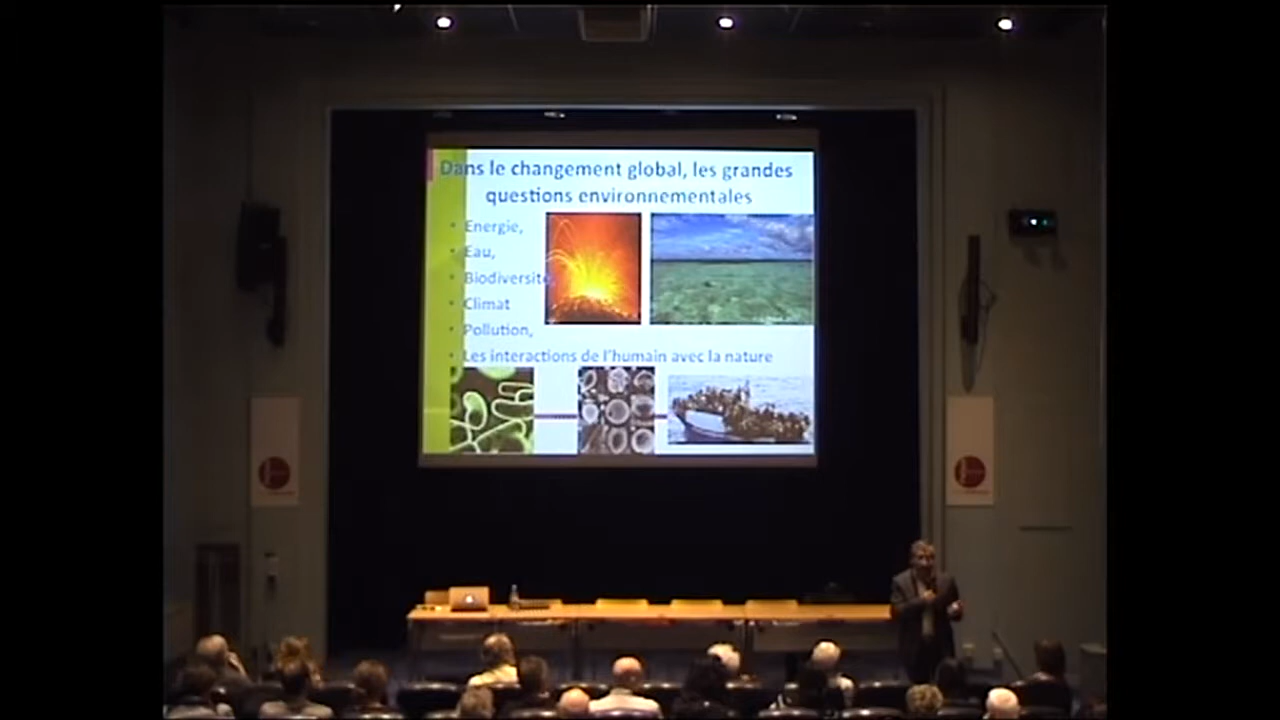 Dans le changement global, les grandes
questions environnementales
• Energie,
• Eau,
• Biodiversité
• Climat
• Pollution,
• Les interactions de l'humain avec la nature